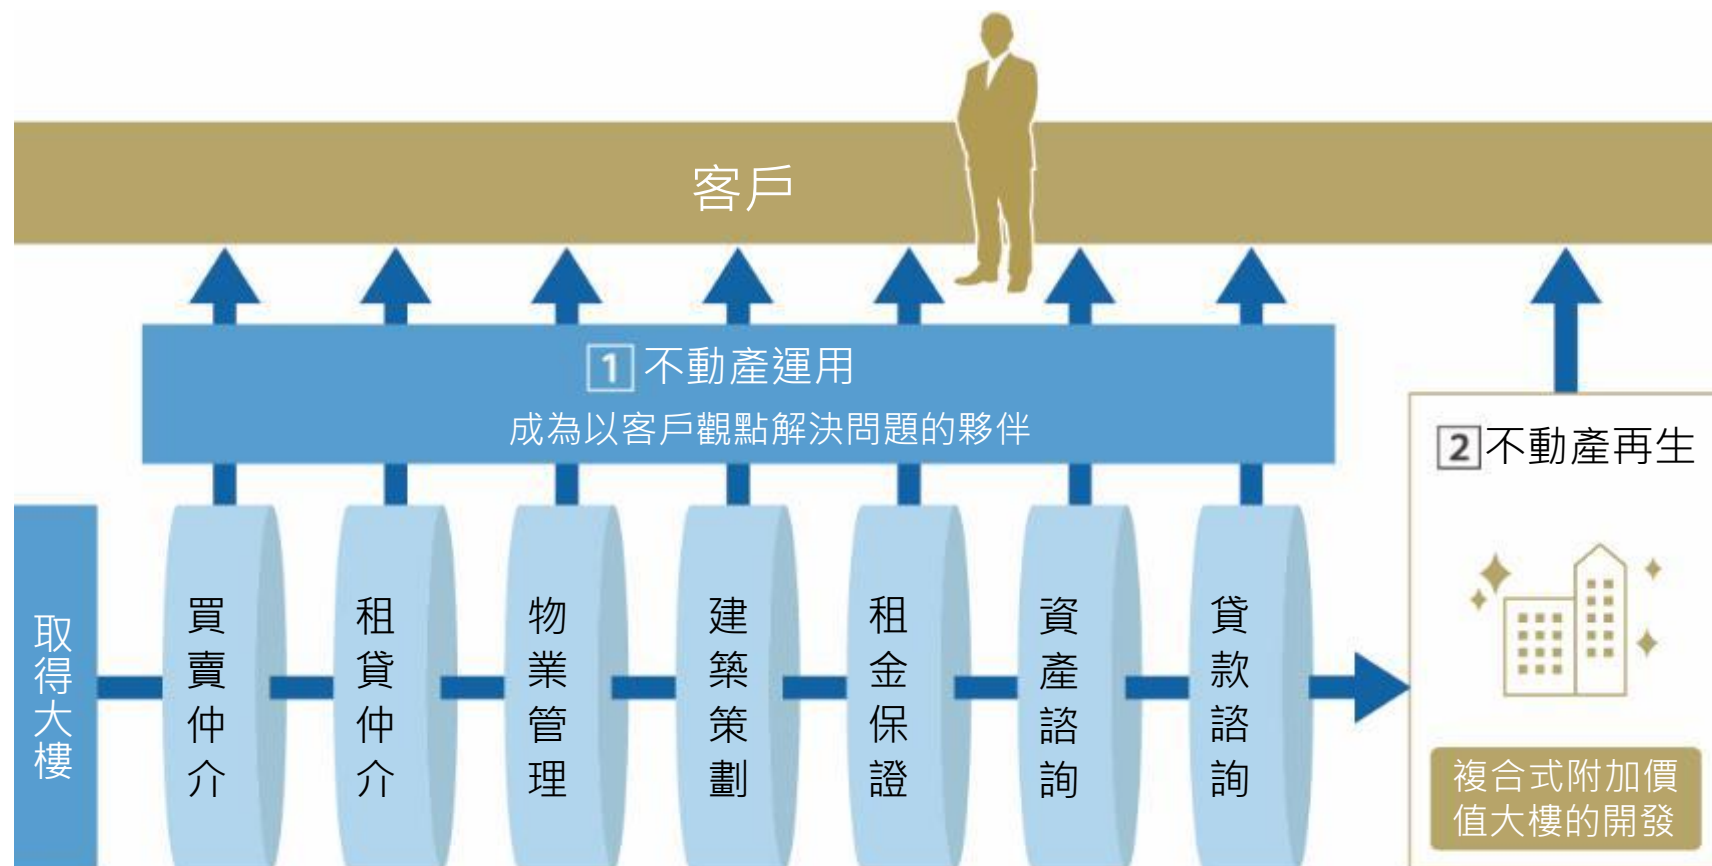 客戶
1 不動產運用
成為以客戶觀點解決問題的夥伴
取得大樓
買賣仲介
租貸仲介
物業管理
建築策劃
租金保證
資產諮詢
貸款諮詢
2 不動產再生
複合式附加價
值大樓的開發